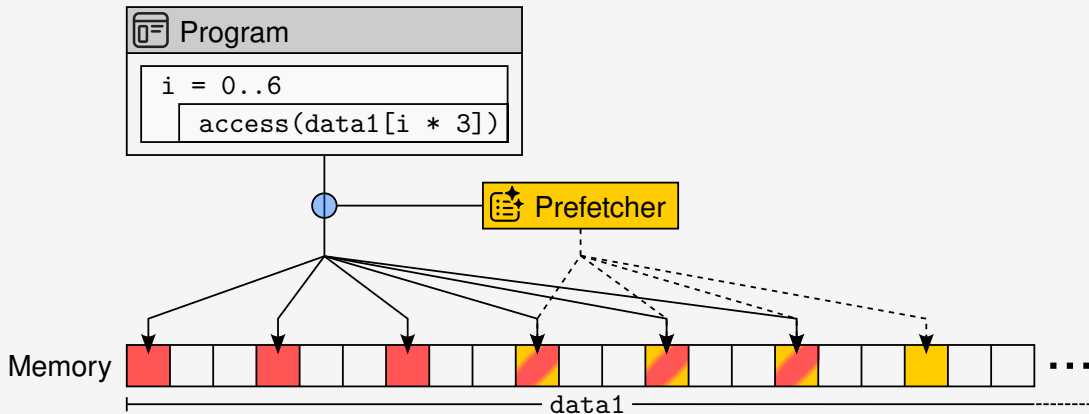 Program
i = 0..6
access(data1[i * 3])
Prefetcher
Memory
...
data1